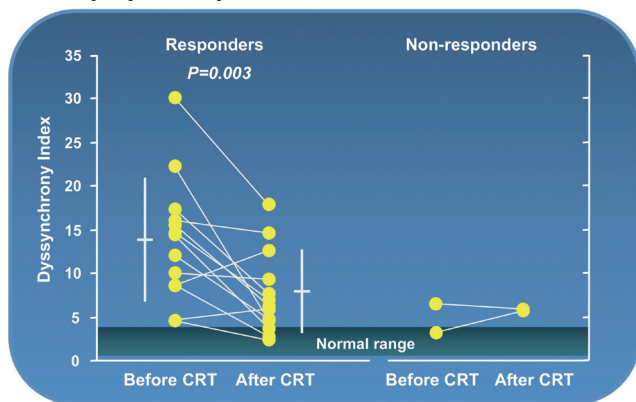 Responders
Non-responders
P=0.003
Dyssynchrony Index
35
30
25
20
15
10
5
0
Normal range
Before CRT
After CRT
Before CRT
After CRT